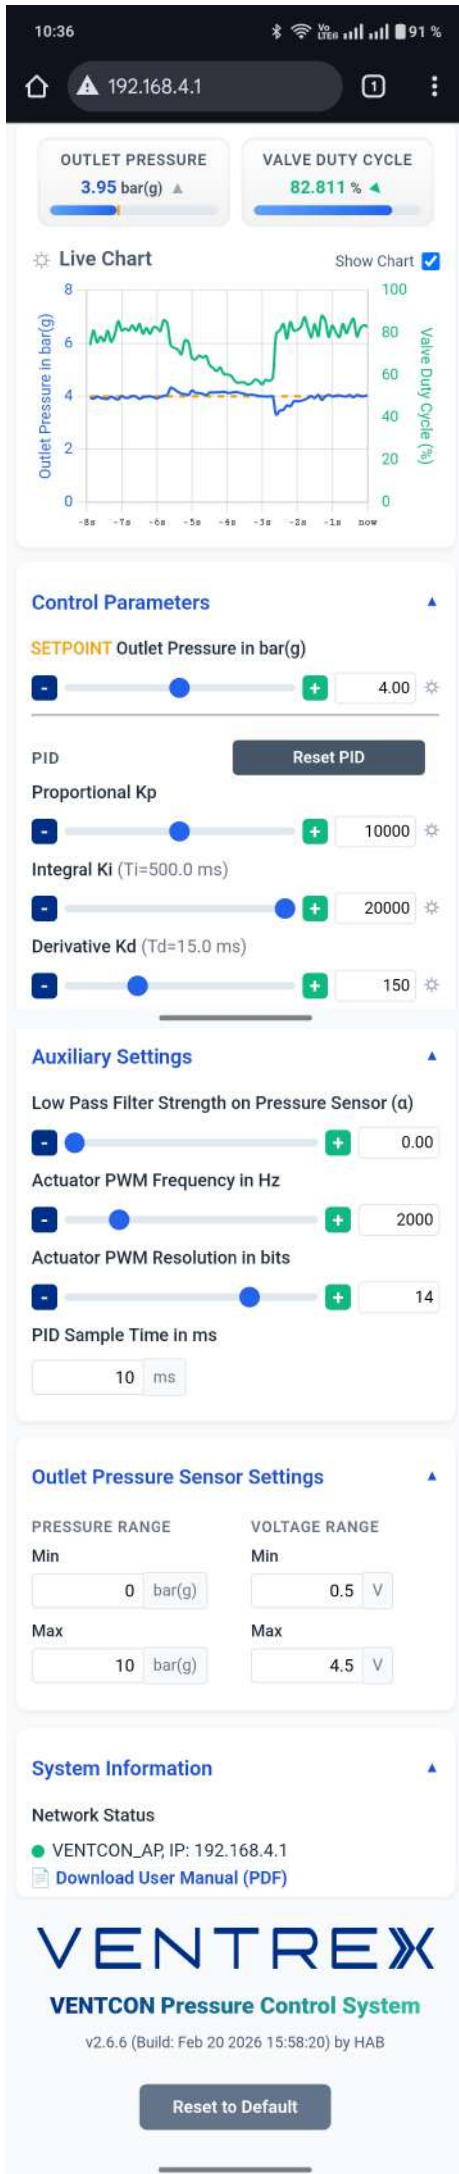 10:36
Vo
LTE
91 %
192.168.4.1
1
OUTLET PRESSURE
3.95 bar(g) ▲
VALVE DUTY CYCLE
82.811 %
Live Chart
Show Chart
Outlet Pressure in bar(g)
8
6
4
2
0
100
80
60
40
20
0
Valve Duty Cycle (%)
-8s -7s -6s -5s -4s -3s -2s -1s now
Control Parameters ▲
SETPOINT Outlet Pressure in bar(g)
- + 4.00
PID
Reset PID
Proportional Kp
- + 10000
Integral Ki (Ti=500.0 ms)
- + 20000
Derivative Kd (Td=15.0 ms)
- + 150
Auxiliary Settings ▲
Low Pass Filter Strength on Pressure Sensor (α)
- + 0.00
Actuator PWM Frequency in Hz
- + 2000
Actuator PWM Resolution in bits
- + 14
PID Sample Time in ms
10 ms
Outlet Pressure Sensor Settings ▲
PRESSURE RANGE
VOLTAGE RANGE
Min
Min
0 bar(g)
0.5 V
Max
Max
10 bar(g)
4.5 V
System Information ▲
Network Status
VENTCON_AP, IP: 192.168.4.1
Download User Manual (PDF)
VENTREX
VENTCON Pressure Control System
v2.6.6 (Build: Feb 20 2026 15:58:20) by HAB
Reset to Default